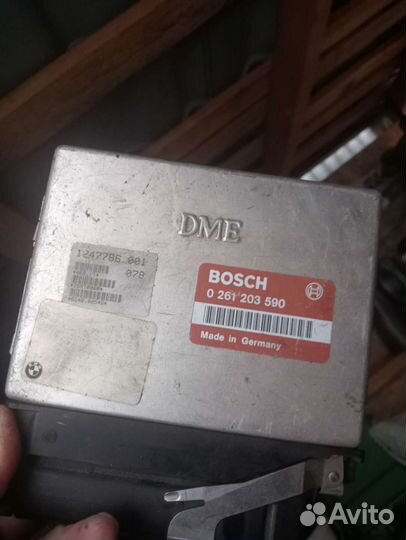 DME
1247786 001
078
BOSCH
0 261 203 590
Made in Germany
Avito